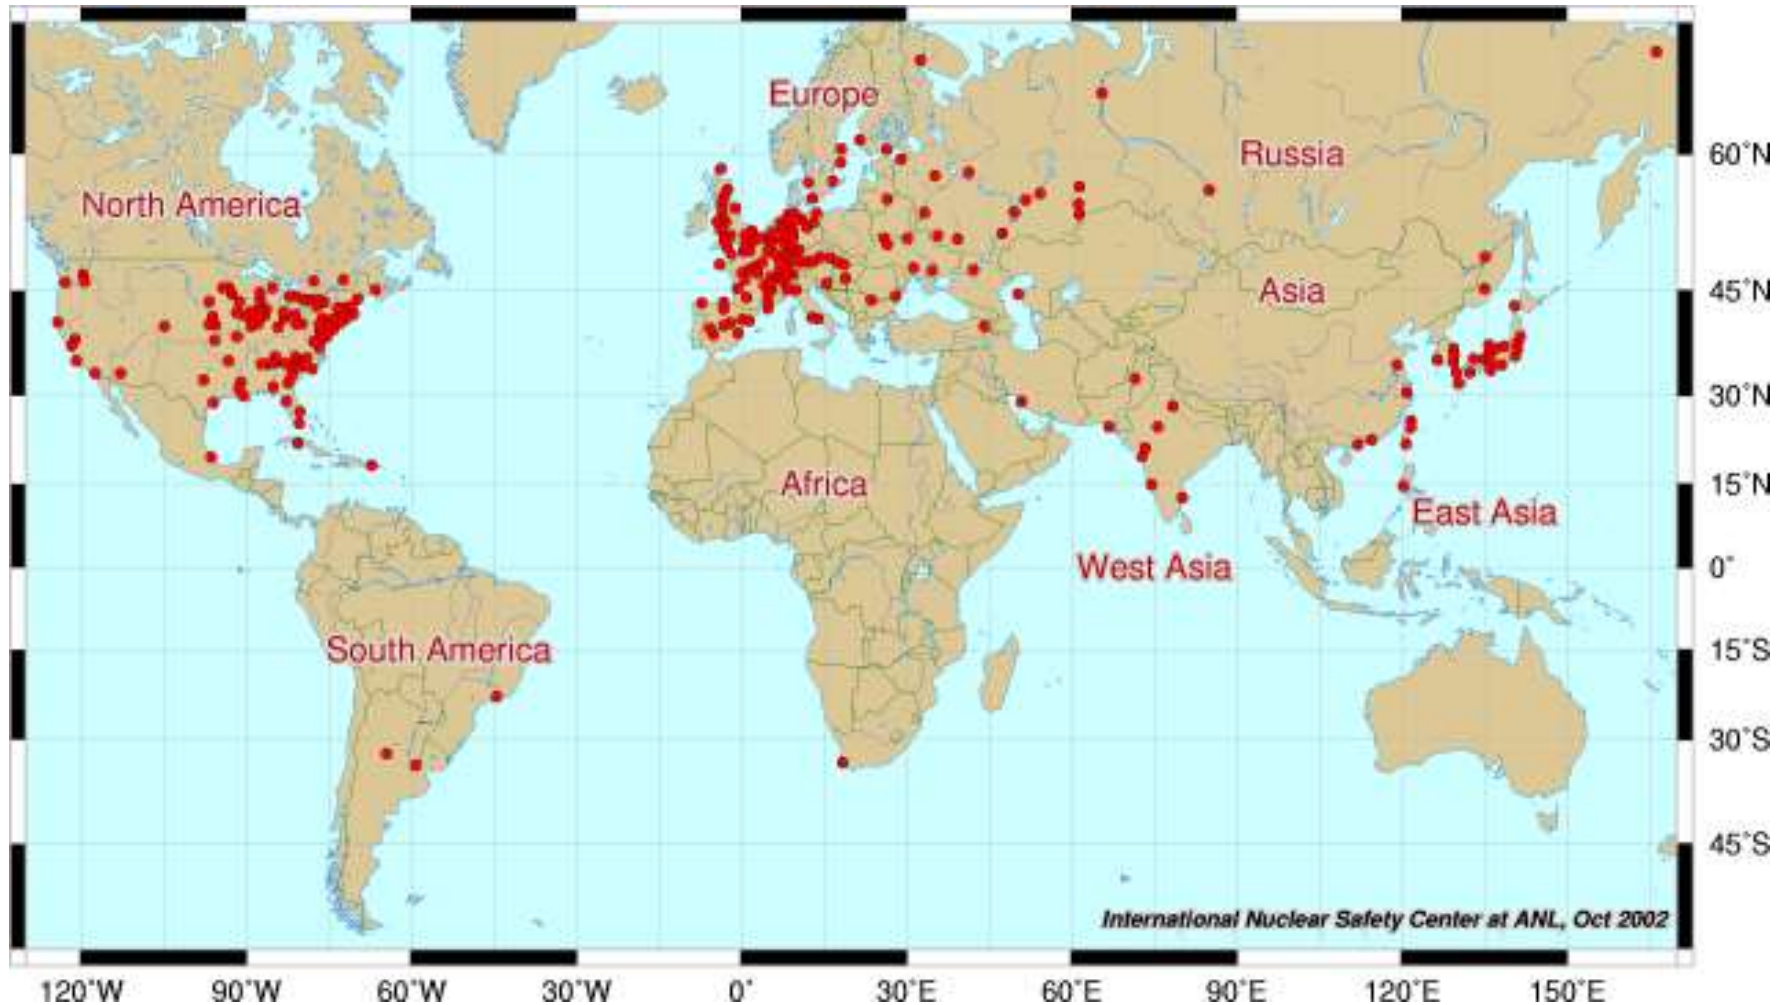 Europe
Russia
North America
Asia
Africa
East Asia
West Asia
South America
60°N
45°N
30°N
15°N
0°
15°S
30°S
45°S
International Nuclear Safety Center at ANL, Oct 2002
120°W 90°W 60°W 30°W 0° 30°E 60°E 90°E 120°E 150°E